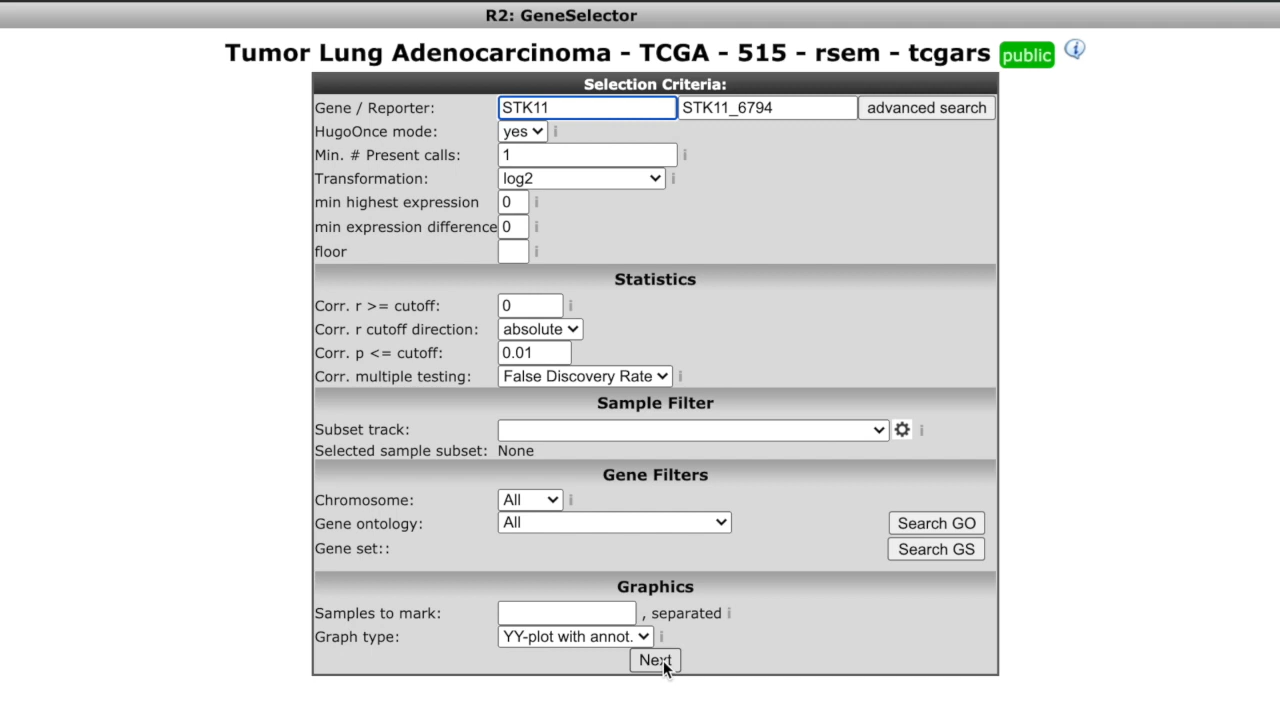 R2: GeneSelector
Tumor Lung Adenocarcinoma - TCGA - 515 - rsem - tcgars public i
Selection Criteria:
Gene / Reporter: STK11 STK11_6794 advanced search
HugoOnce mode: yes i
Min. # Present calls: 1 i
Transformation: log2 i
min highest expression 0 i
min expression difference 0 i
floor i
Statistics
Corr. r >= cutoff: 0 i
Corr. r cutoff direction: absolute
Corr. p <= cutoff: 0.01
Corr. multiple testing: False Discovery Rate i
Sample Filter
Subset track: i
Selected sample subset: None
Gene Filters
Chromosome: All i
Gene ontology: All Search GO
Gene set:: Search GS
Graphics
Samples to mark: , separated i
Graph type: YY-plot with annot. i
Next